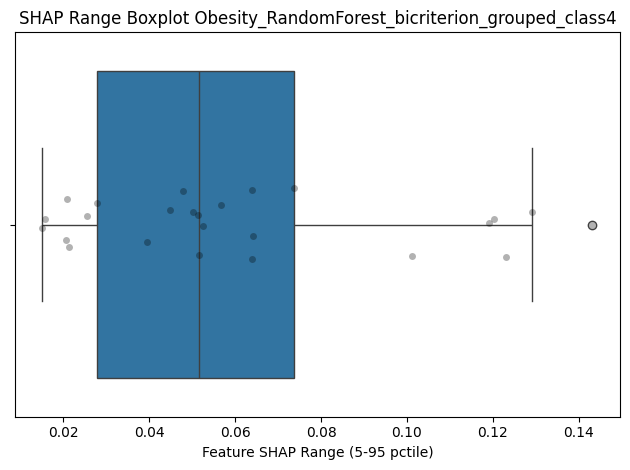 SHAP Range Boxplot Obesity_RandomForest_bicriterion_grouped_class4
0.02 0.04 0.06 0.08 0.10 0.12 0.14
Feature SHAP Range (5-95 pctile)